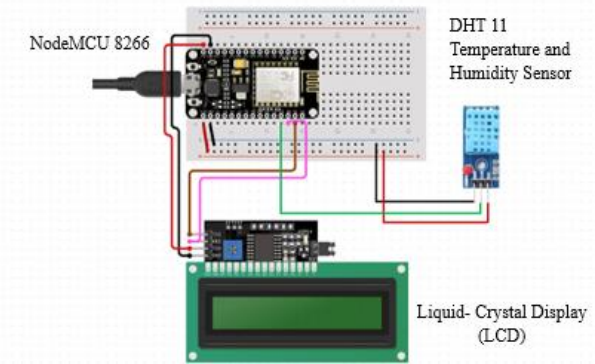 NodeMCU 8266
DHT 11
Temperature and
Humidity Sensor
Liquid- Crystal Display
(LCD)